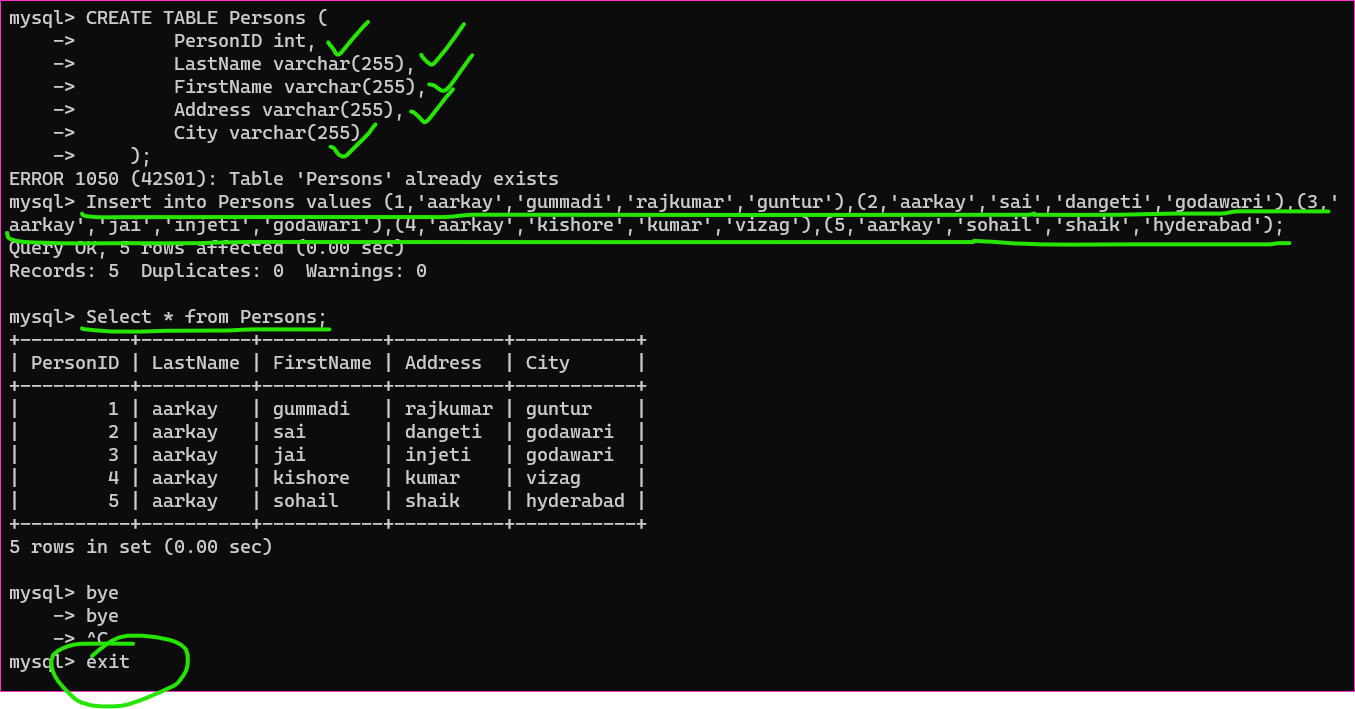 mysql> CREATE TABLE Persons (
    ->         PersonID int,
    ->         LastName varchar(255),
    ->         FirstName varchar(255),
    ->         Address varchar(255),
    ->         City varchar(255)
    ->     );
ERROR 1050 (42S01): Table 'Persons' already exists
mysql> Insert into Persons values (1,'aarkay','gummadi','rajkumar','guntur'),(2,'aarkay','sai','dangeti','godawari'),(3,'
aarkay','jai','injeti','godawari'),(4,'aarkay','kishore','kumar','vizag'),(5,'aarkay','sohail','shaik','hyderabad');
Query OK, 5 rows affected (0.00 sec)
Records: 5  Duplicates: 0  Warnings: 0

mysql> Select * from Persons;
+----------+----------+-----------+----------+-----------+
| PersonID | LastName | FirstName | Address  | City      |
+----------+----------+-----------+----------+-----------+
|        1 | aarkay   | gummadi   | rajkumar | guntur    |
|        2 | aarkay   | sai       | dangeti  | godawari  |
|        3 | aarkay   | jai       | injeti   | godawari  |
|        4 | aarkay   | kishore   | kumar    | vizag     |
|        5 | aarkay   | sohail    | shaik    | hyderabad |
+----------+----------+-----------+----------+-----------+
5 rows in set (0.00 sec)

mysql> bye
    -> bye
    -> ^C
mysql> exit